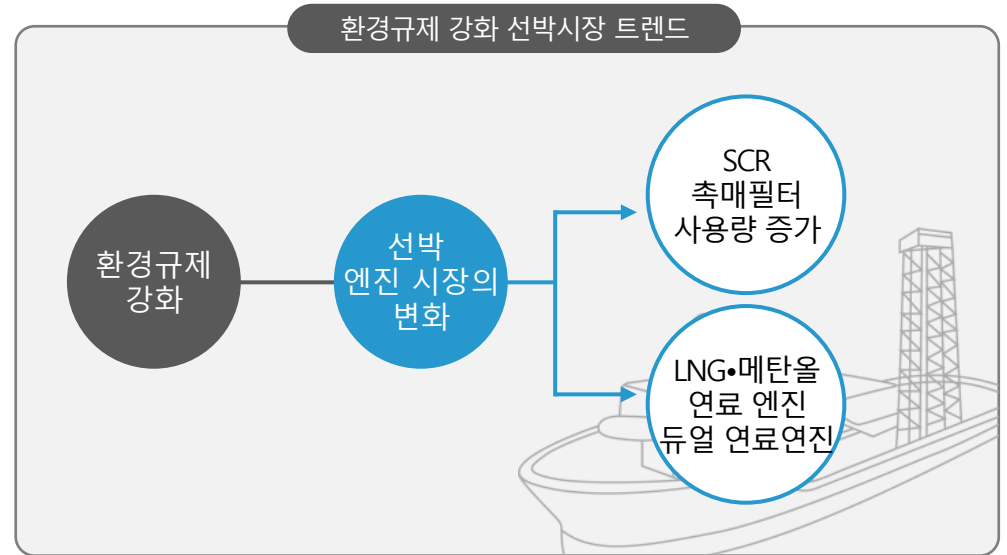 환경규제 강화 선박시장 트렌드
환경규제
강화
선박
엔진 시장의
변화
SCR
촉매필터
사용량 증가
LNG•메탄올
연료 엔진
듀얼 연료연진